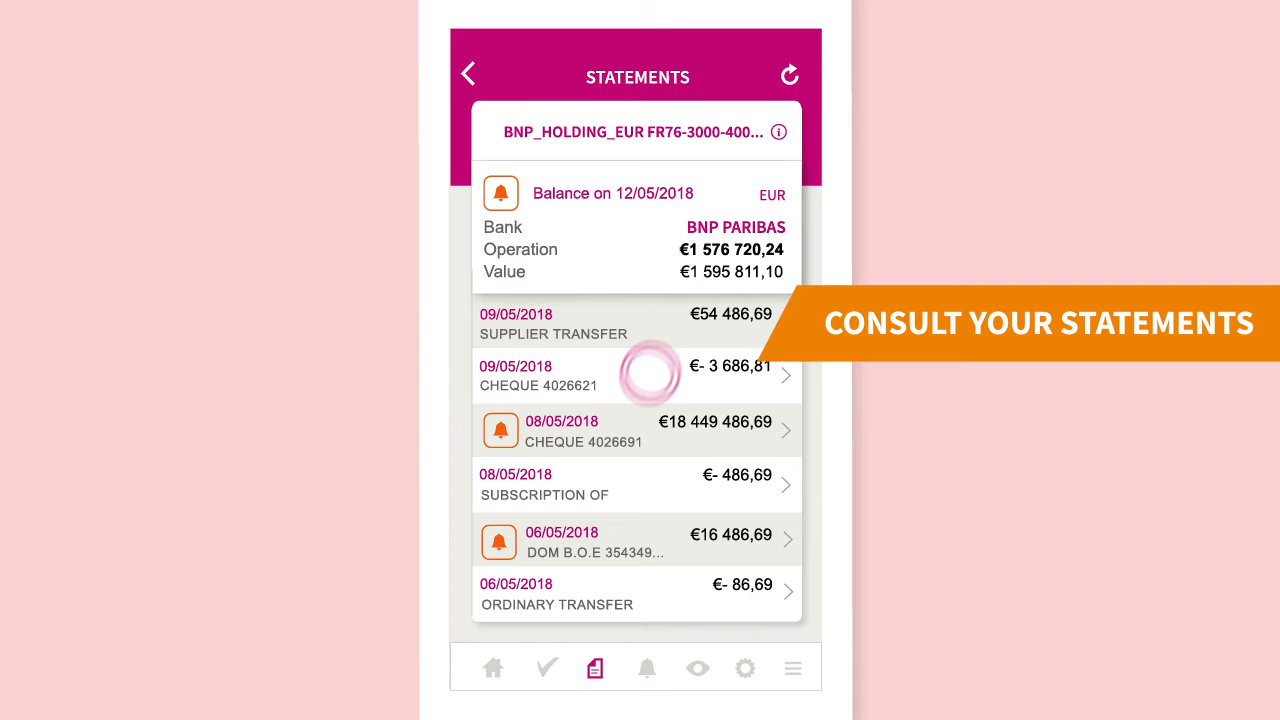 STATEMENTS
BNP_HOLDING_EUR FR76-3000-400...
Balance on 12/05/2018 EUR
Bank BNP PARIBAS
Operation €1 576 720,24
Value €1 595 811,10
09/05/2018 €54 486,69
SUPPLIER TRANSFER
CONSULT YOUR STATEMENTS
09/05/2018 €- 3 686,81
CHEQUE 4026621
08/05/2018 €18 449 486,69
CHEQUE 4026691
08/05/2018 €- 486,69
SUBSCRIPTION OF
06/05/2018 €16 486,69
DOM B.O.E 354349...
06/05/2018 €- 86,69
ORDINARY TRANSFER